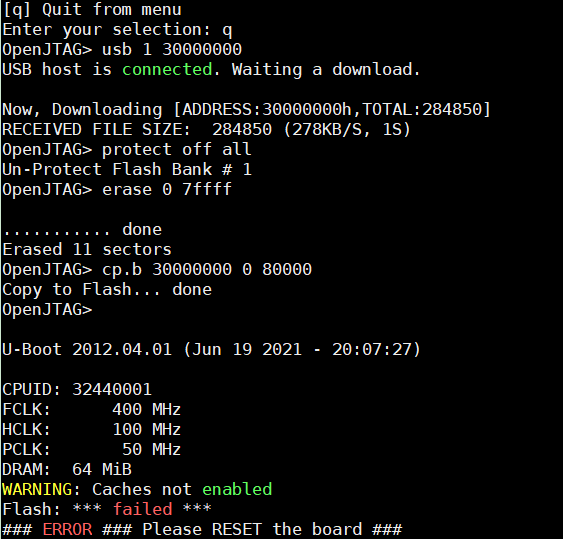 [q] Quit from menu
Enter your selection: q
OpenJTAG> usb 1 30000000
USB host is connected. Waiting a download.
Now, Downloading [ADDRESS:30000000h,TOTAL:284850]
RECEIVED FILE SIZE:  284850 (278KB/S, 1S)
OpenJTAG> protect off all
Un-Protect Flash Bank # 1
OpenJTAG> erase 0 7ffff
........... done
Erased 11 sectors
OpenJTAG> cp.b 30000000 0 80000
Copy to Flash... done
OpenJTAG>
U-Boot 2012.04.01 (Jun 19 2021 - 20:07:27)
CPUID: 32440001
FCLK:      400 MHz
HCLK:      100 MHz
PCLK:       50 MHz
DRAM:  64 MiB
WARNING: Caches not enabled
Flash: *** failed ***
### ERROR ### Please RESET the board ###